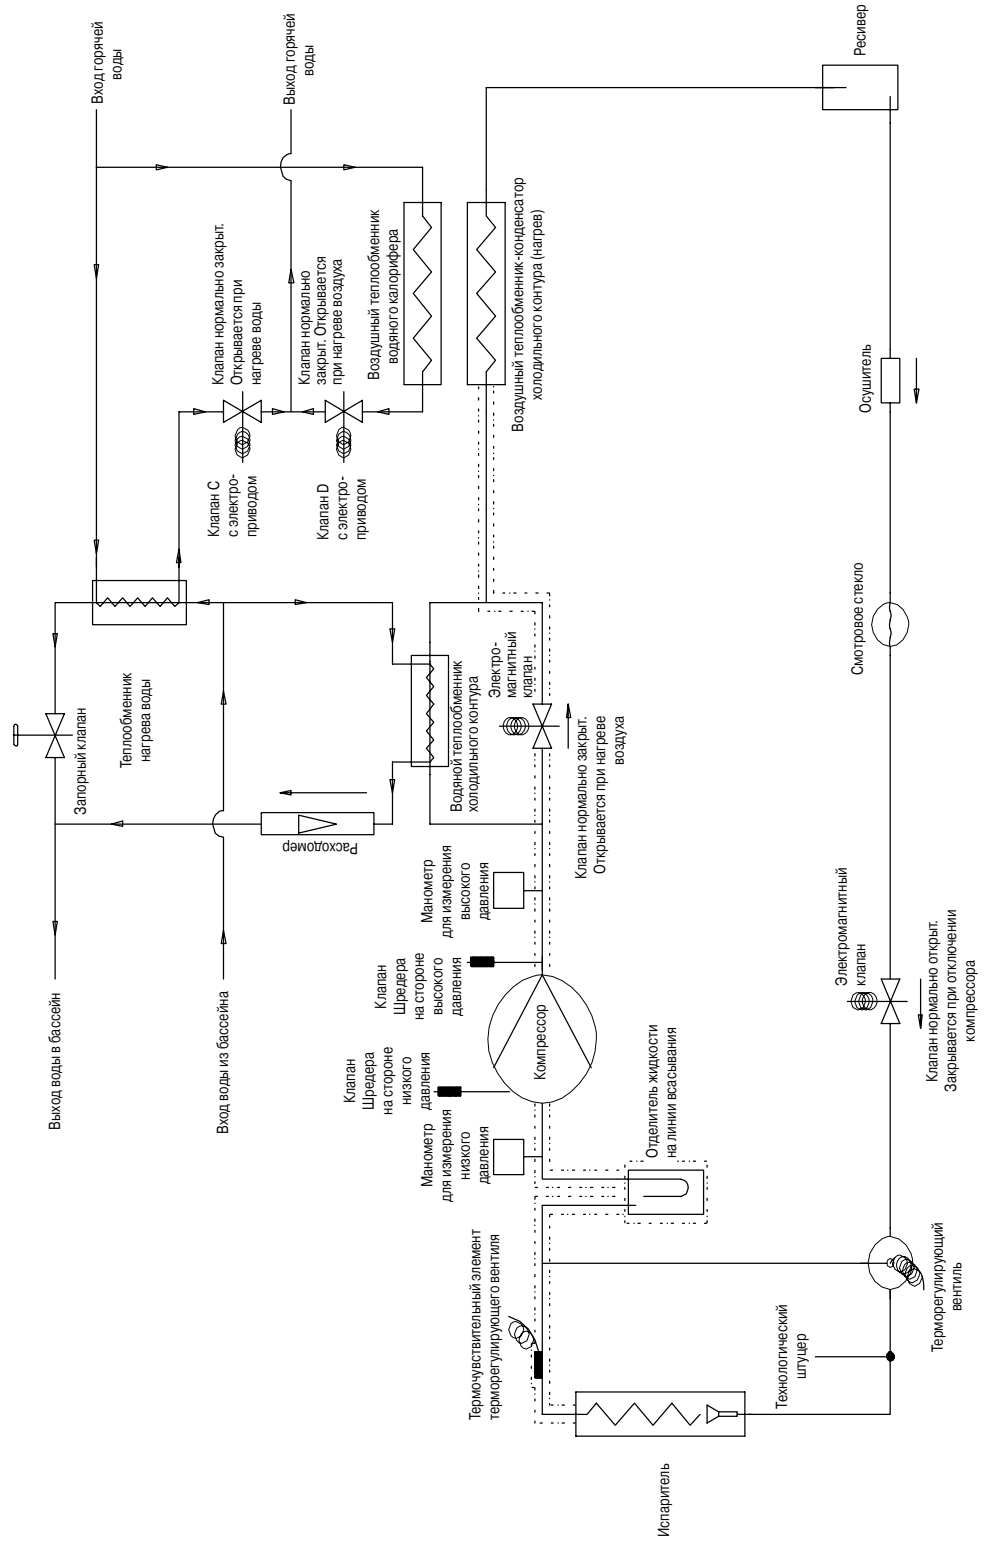 Вход горячей
воды
Выход горячей
воды
Клапан нормально закрыт.
Открывается при
нагреве воды
Клапан нормально
закрыт. Открывается
при нагреве воздуха
Воздушный теплообменник
водяного калорифера
Воздушный теплообменник-конденсатор
холодильного контура (нагрев)
Ресивер
Клапан C
с электро-
приводом
Клапан D
с электро-
приводом
Осушитель
Запорный клапан
Теплообменник
нагрева воды
Водяной теплообменник
холодильного контура
Электро-
магнитный
клапан
Клапан нормально закрыт.
Открывается при нагреве
воздуха
Смотровое стекло
Расходомер
Манометр
для измерения
высокого
давления
Клапан
Шредера
на стороне
высокого
давления
Выход воды в бассейн
Вход воды из бассейна
Клапан
Шредера
на стороне
низкого
давления
Компрессор
Манометр
для измерения
низкого
давления
Отделитель жидкости
на линии всасывания
Электромагнитный
клапан
Клапан нормально открыт.
Закрывается при отключении
компрессора
Термочувствительный элемент
терморегулирующего вентиля
Технологический
штуцер
Терморегулирующий
вентиль
Испаритель